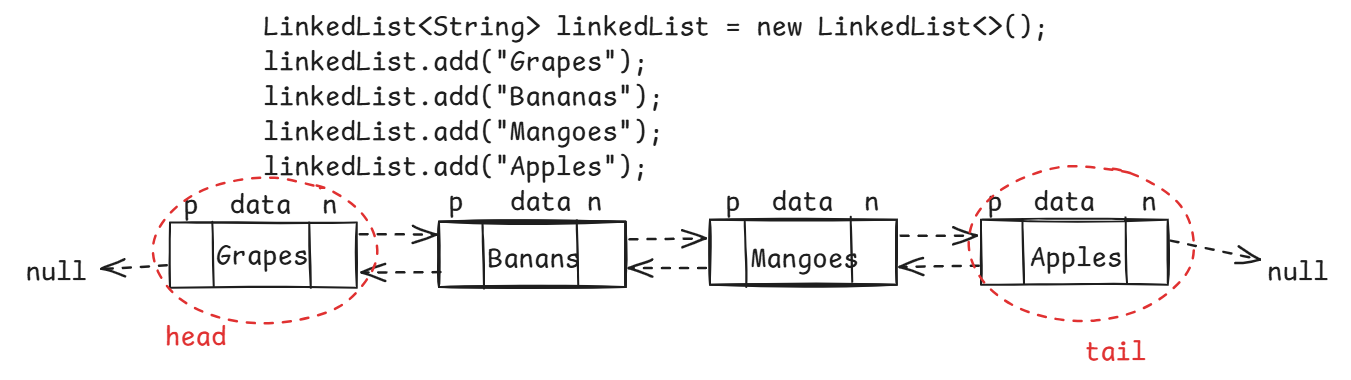 LinkedList<String> linkedList = new LinkedList<>();
linkedList.add("Grapes");
linkedList.add("Bananas");
linkedList.add("Mangoes");
linkedList.add("Apples");
p data n p data n p data n p data n
null Grapes Banans Mangoes Apples null
head tail